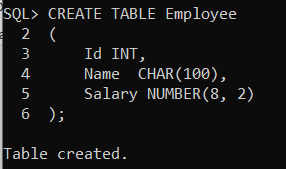 SQL> CREATE TABLE Employee
  2  (
  3      Id INT,
  4      Name  CHAR(100),
  5      Salary NUMBER(8, 2)
  6  );
Table created.